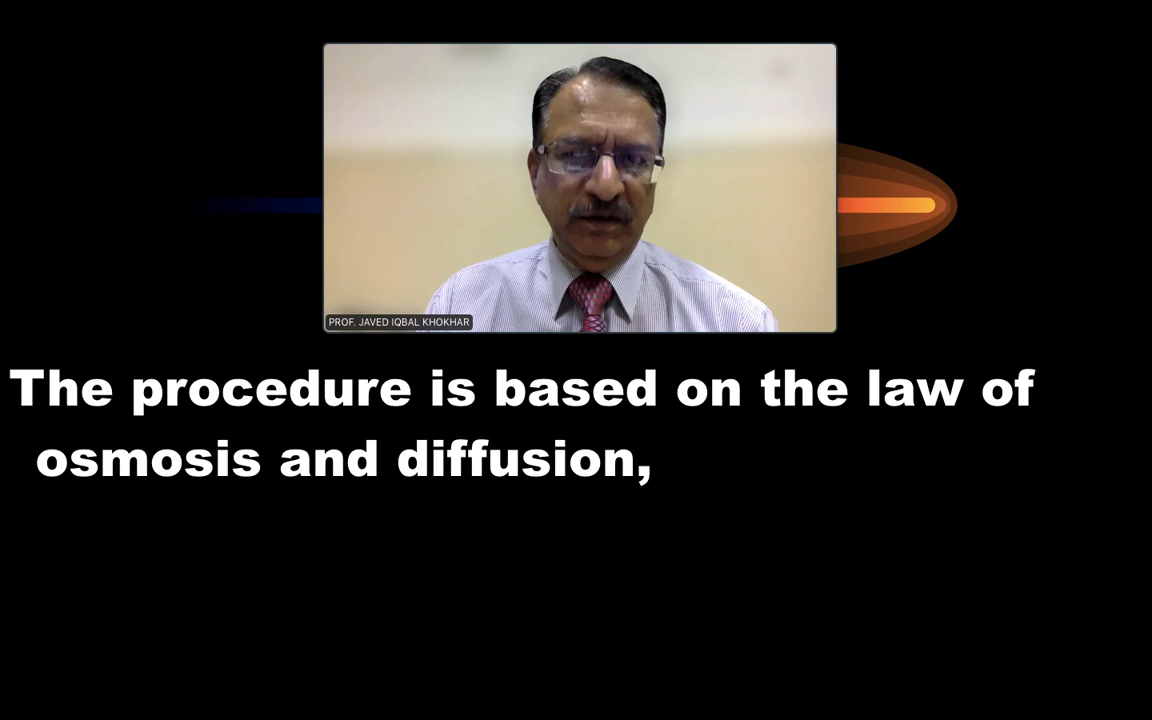 PROF. JAVED IQBAL KHOKHAR
The procedure is based on the law of
osmosis and diffusion,